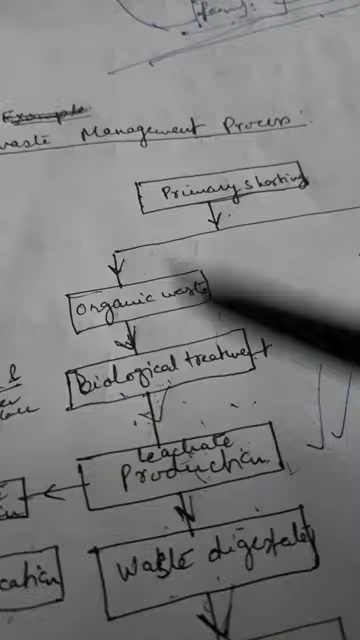 Example
waste Management Process
Primary shorting
Organic waste
Biological treatment
leachate
Production
Waste digestate